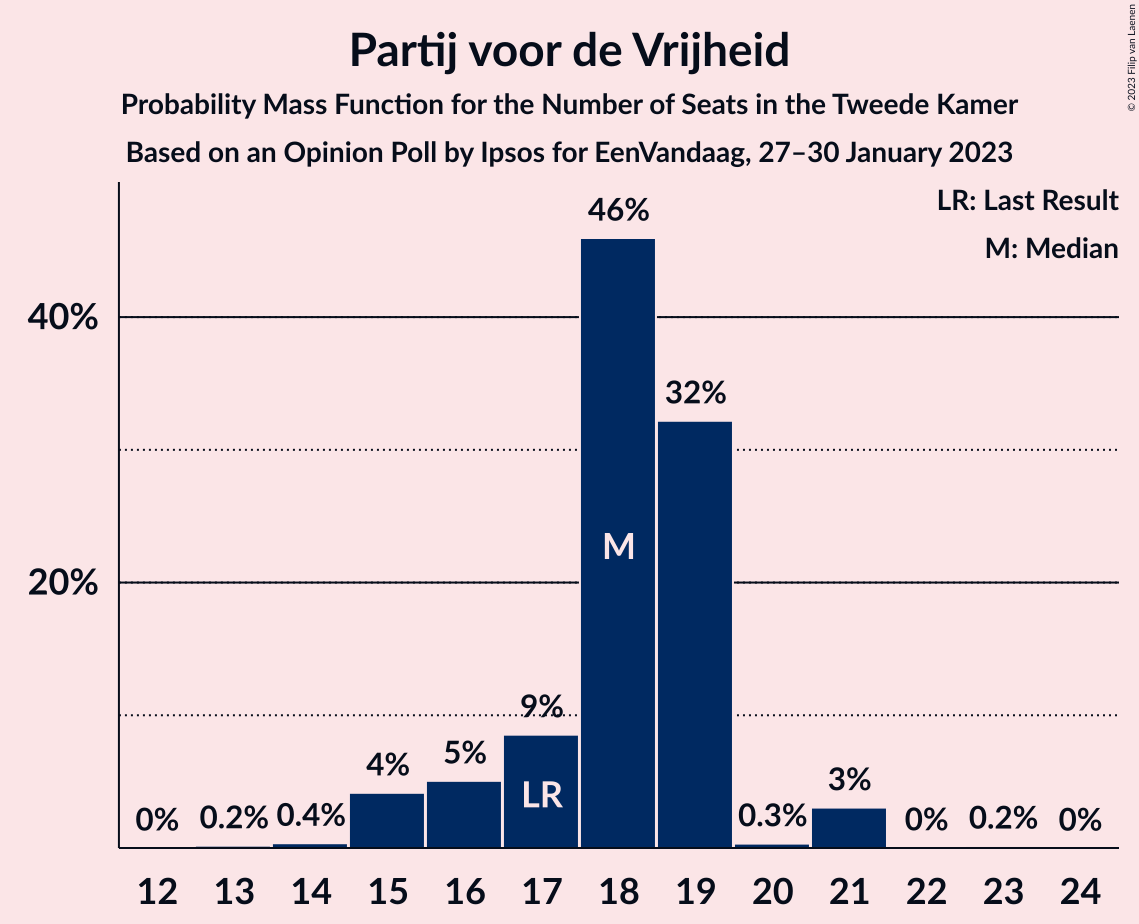 Partij voor de Vrijheid
Probability Mass Function for the Number of Seats in the Tweede Kamer
Based on an Opinion Poll by Ipsos for EenVandaag, 27–30 January 2023
© 2023 Filip van Laenen
LR: Last Result
M: Median
46%
40%
32%
M
20%
9%
LR
5%
4%
3%
0% 0.2% 0.4% 0.3% 0% 0.2% 0%
12 13 14 15 16 17 18 19 20 21 22 23 24